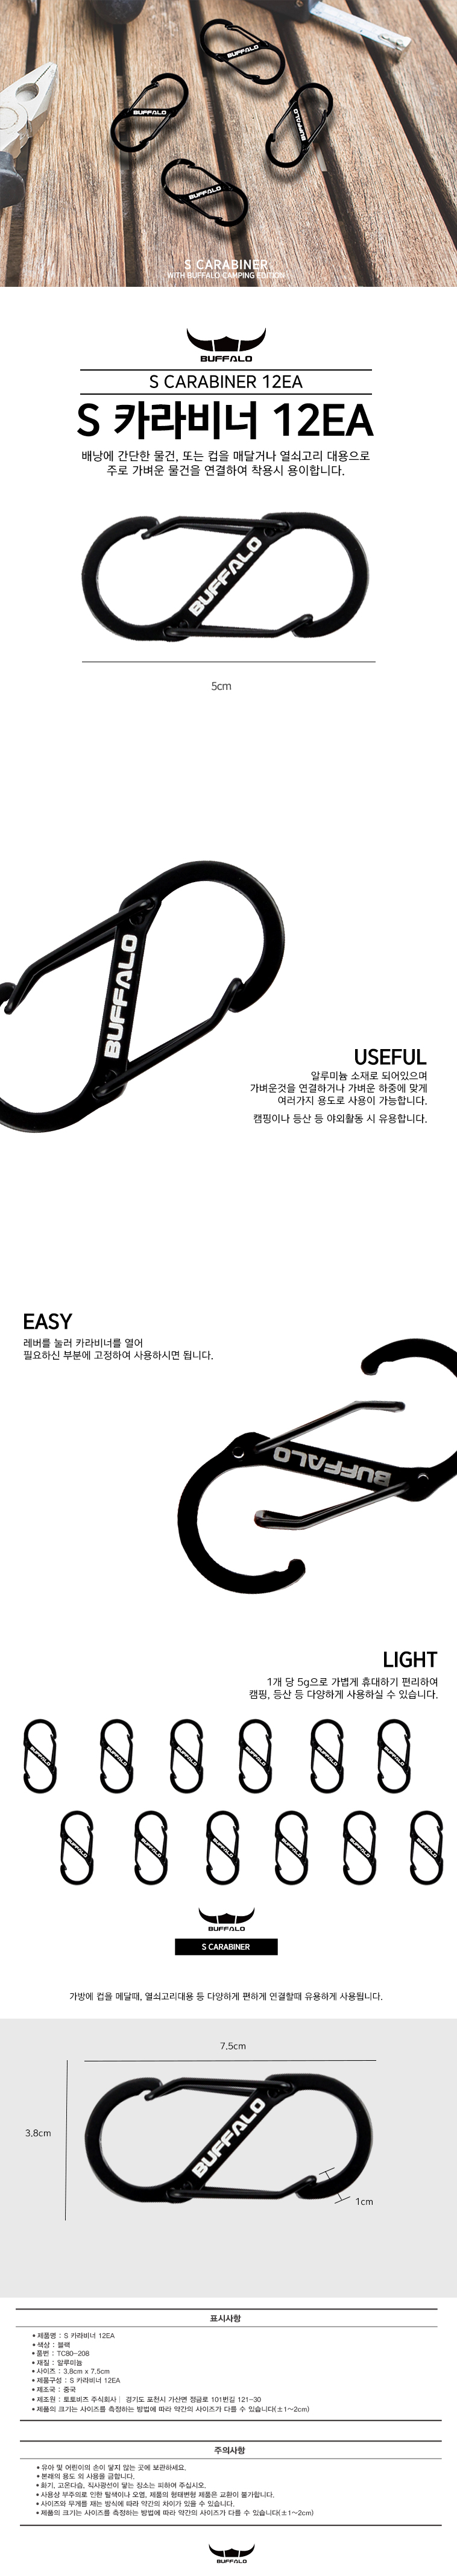 BUFFALO
BUFFALO
BUFFALO
BUFFALO
S CARABINER
WITH BUFFALO CAMPING EDITION
BUFFALO
S CARABINER 12EA
S 카라비너 12EA
배낭에 간단한 물건, 또는 컵을 매달거나 열쇠고리 대용으로
주로 가벼운 물건을 연결하여 착용시 용이합니다.
BUFFALO
5cm
BUFFALO
USEFUL
알루미늄 소재로 되어있으며
가벼운것을 연결하거나 가벼운 하중에 맞게
여러가지 용도로 사용이 가능합니다.
캠핑이나 등산 등 야외활동 시 유용합니다.
EASY
레버를 눌러 카라비너를 열어
필요하신 부분에 고정하여 사용하시면 됩니다.
BUFFALO
LIGHT
1개 당 5g으로 가볍게 휴대하기 편리하여
캠핑, 등산 등 다양하게 사용하실 수 있습니다.
BUFFALO
BUFFALO
BUFFALO
BUFFALO
BUFFALO
BUFFALO
BUFFALO
BUFFALO
BUFFALO
BUFFALO
BUFFALO
BUFFALO
BUFFALO
S CARABINER
가방에 컵을 메달때, 열쇠고리대용 등 다양하게 편하게 연결할때 유용하게 사용됩니다.
7.5cm
3.8cm
BUFFALO
1cm
표시사항
• 제품명 : S 카라비너 12EA
• 색상 : 블랙
• 품번 : TC80-208
• 재질 : 알루미늄
• 사이즈 : 3.8cm x 7.5cm
• 제품구성 : S 카라비너 12EA
• 제조국 : 중국
• 제조원 : 토토비즈 주식회사 | 경기도 포천시 가산면 정금로 101번길 121-30
• 제품의 크기는 사이즈를 측정하는 방법에 따라 약간의 사이즈가 다를 수 있습니다(±1~2cm)
주의사항
• 유아 및 어린이의 손이 닿지 않는 곳에 보관하세요.
• 본래의 용도 외 사용을 금합니다.
• 화기, 고온다습, 직사광선이 닿는 장소는 피하여 주십시오.
• 사용상 부주의로 인한 탈색이나 오염, 제품의 형태변형 제품은 교환이 불가합니다.
• 사이즈와 무게를 재는 방식에 따라 약간의 차이가 있을 수 있습니다.
• 제품의 크기는 사이즈를 측정하는 방법에 따라 약간의 사이즈가 다를 수 있습니다(±1~2cm)
BUFFALO